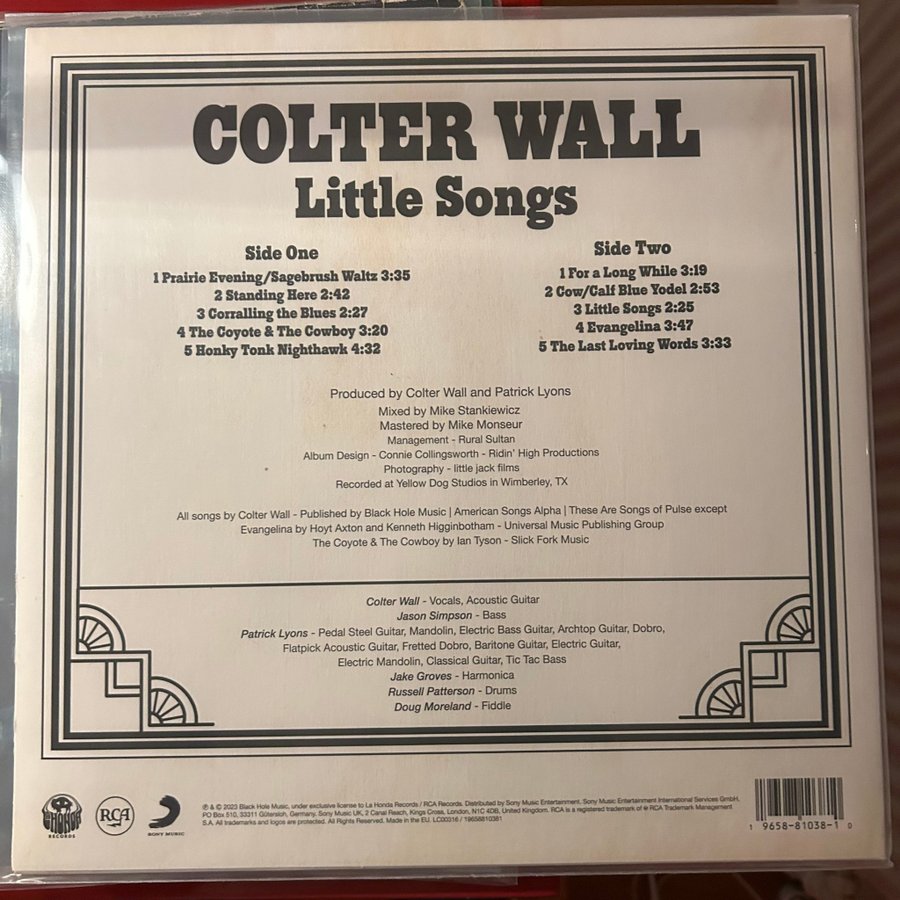 COLTER WALL
Little Songs
Side One
1 Prairie Evening/Sagebrush Waltz 3:35
2 Standing Here 2:42
3 Corralling the Blues 2:27
4 The Coyote & The Cowboy 3:20
5 Honky Tonk Nighthawk 4:32
Side Two
1 For a Long While 3:19
2 Cow/Calf Blue Yodel 2:53
3 Little Songs 2:25
4 Evangelina 3:47
5 The Last Loving Words 3:33
Produced by Colter Wall and Patrick Lyons
Mixed by Mike Stankiewicz
Mastered by Mike Monseur
Management - Rural Sultan
Album Design - Connie Collingsworth - Ridin' High Productions
Photography - little jack films
Recorded at Yellow Dog Studios in Wimberley, TX
All songs by Colter Wall - Published by Black Hole Music | American Songs Alpha | These Are Songs of Pulse except
Evangelina by Hoyt Axton and Kenneth Higginbotham - Universal Music Publishing Group
The Coyote & The Cowboy by Ian Tyson - Slick Fork Music
Colter Wall - Vocals, Acoustic Guitar
Jason Simpson - Bass
Patrick Lyons - Pedal Steel Guitar, Mandolin, Electric Bass Guitar, Archtop Guitar, Dobro,
Flatpick Acoustic Guitar, Fretted Dobro, Baritone Guitar, Electric Guitar,
Electric Mandolin, Classical Guitar, Tic Tac Bass
Jake Groves - Harmonica
Russell Patterson - Drums
Doug Moreland - Fiddle
LA HONDA
RECORDS
RCA
SONY MUSIC
℗ & © 2023 Black Hole Music, under exclusive license to La Honda Records / RCA Records. Distributed by Sony Music Entertainment. Sony Music Entertainment International Services GmbH,
PO Box 510, 33311 Gütersloh, Germany. Sony Music UK, 2 Canal Reach, Kings Cross, London, N1C 4DB, United Kingdom. RCA is a registered trademark of ® RCA Trademark Management
S.A. All trademarks and logos are protected. All Rights Reserved. Made in the EU. LC00316 / 19658810381
1 9658-81038-1 0